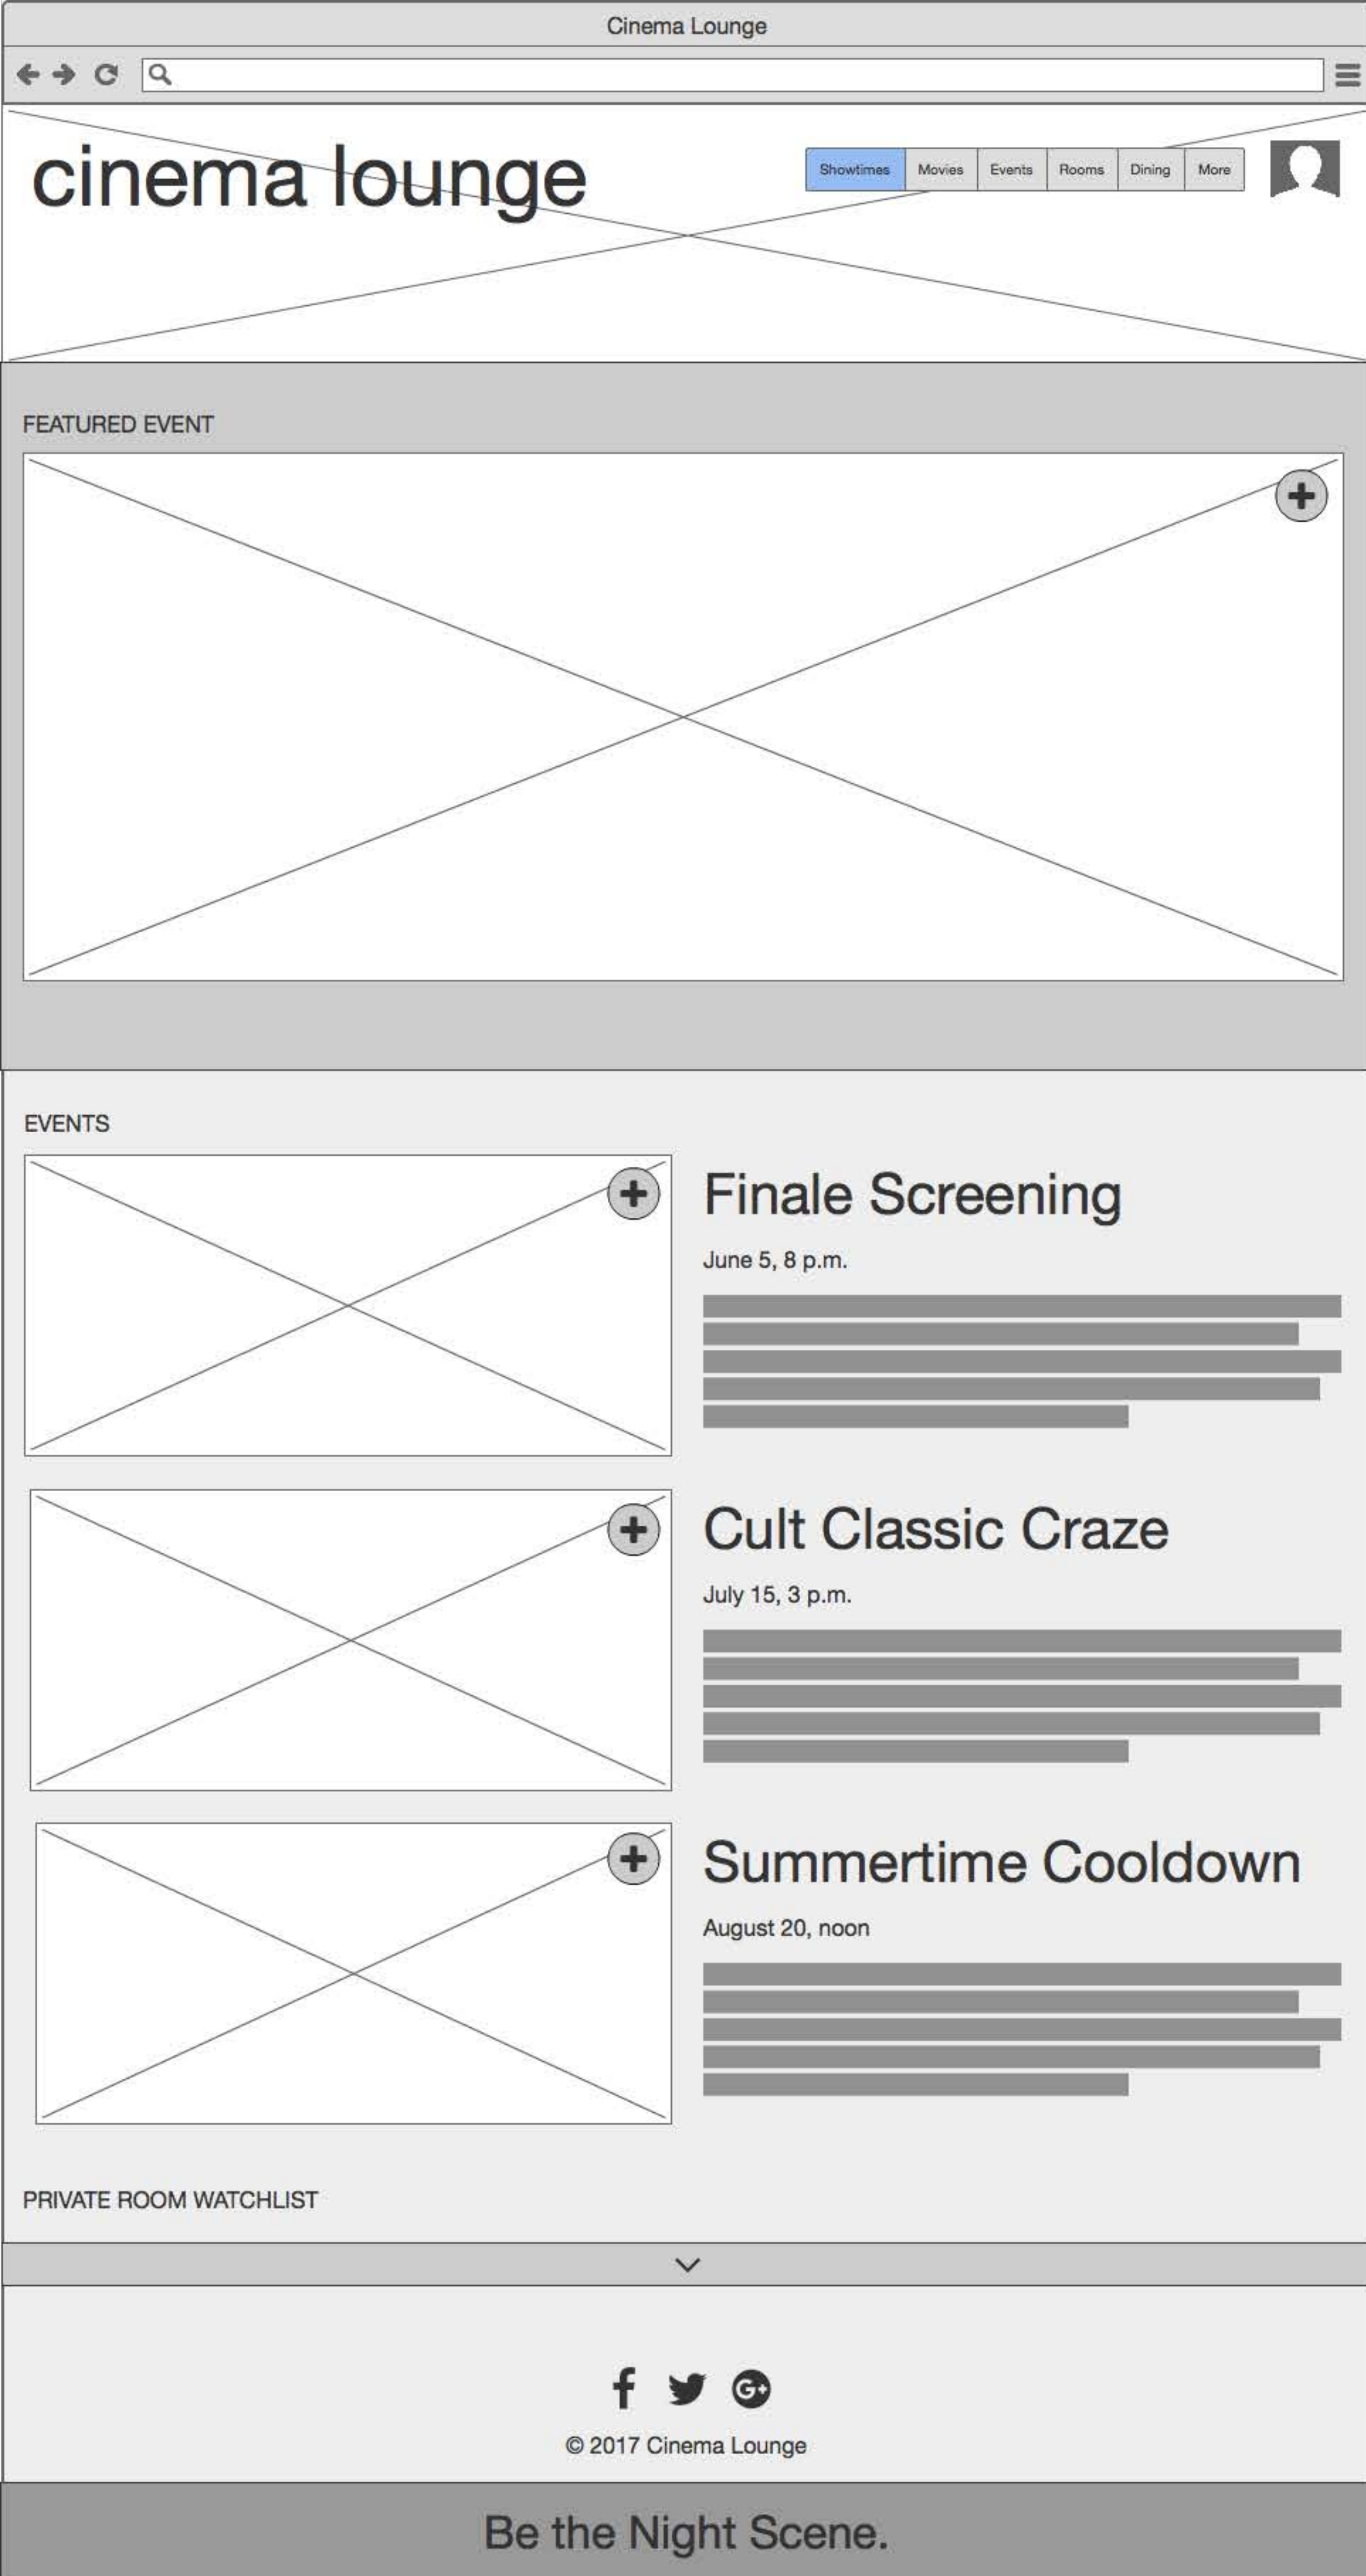 Cinema Lounge
cinema lounge
Showtimes Movies Events Rooms Dining More
FEATURED EVENT
EVENTS
Finale Screening
June 5, 8 p.m.
Cult Classic Craze
July 15, 3 p.m.
Summertime Cooldown
August 20, noon
PRIVATE ROOM WATCHLIST
© 2017 Cinema Lounge
Be the Night Scene.